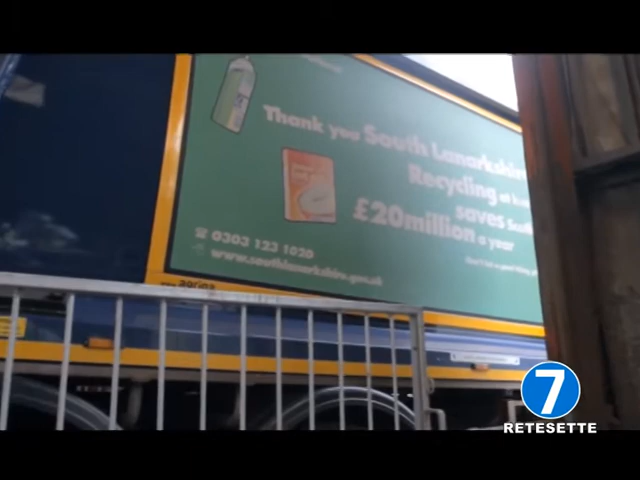 Thank you South Lanarkshire
Recycling at
saves
£20million a year
0303 123 1020
www.southlanarkshire.gov.uk
7
RETESETTE